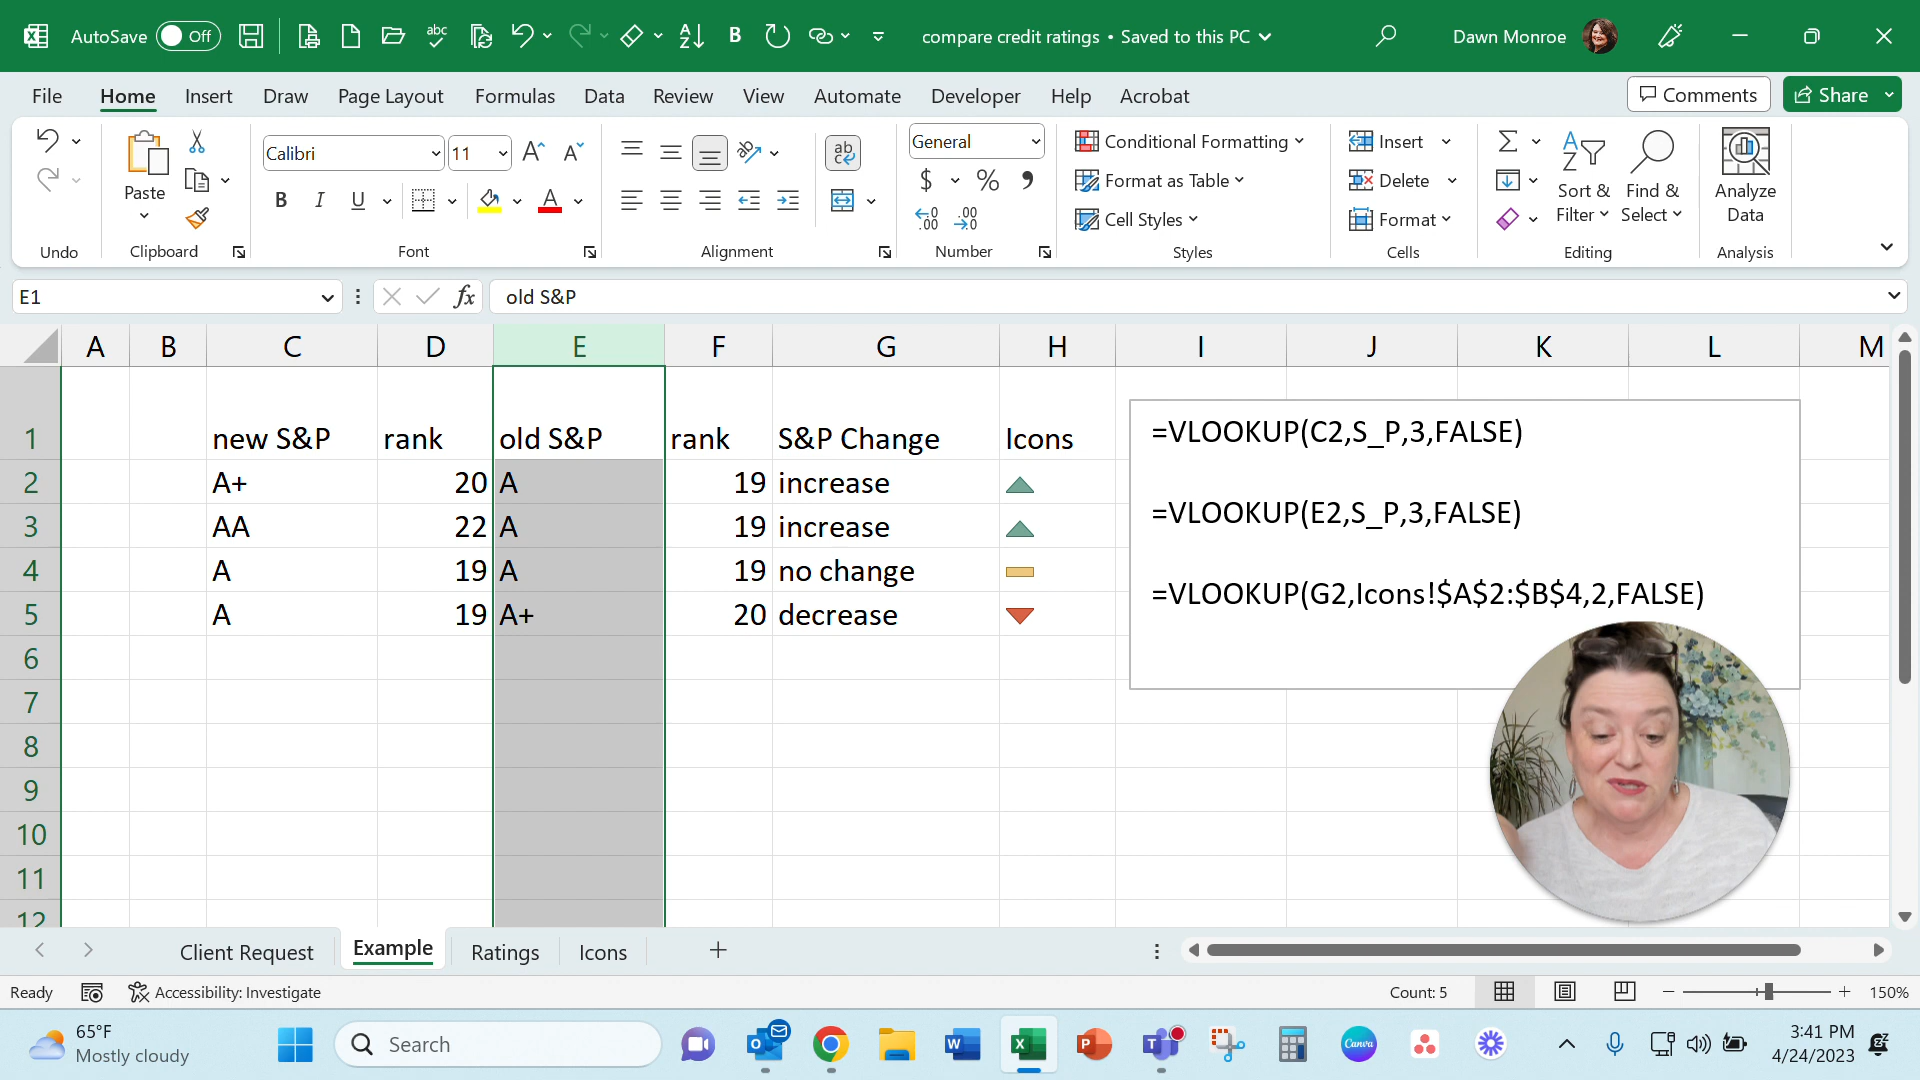 AutoSave Off
compare credit ratings • Saved to this PC
Dawn Monroe
File Home Insert Draw Page Layout Formulas Data Review View Automate Developer Help Acrobat
Comments Share
Paste
Calibri 11
B I U
General
Conditional Formatting
Format as Table
Cell Styles
Insert
Delete
Format
Sort & Filter
Find & Select
Analyze Data
Undo Clipboard Font Alignment Number Styles Cells Editing Analysis
E1 fx old S&P
A B C D E F G H I J K L M
1 new S&P rank old S&P rank S&P Change Icons
2 A+ 20 A 19 increase
3 AA 22 A 19 increase
4 A 19 A 19 no change
5 A 19 A+ 20 decrease
6
7
8
9
10
11
12
=VLOOKUP(C2,S_P,3,FALSE)
=VLOOKUP(E2,S_P,3,FALSE)
=VLOOKUP(G2,Icons!$A$2:$B$4,2,FALSE)
Client Request Example Ratings Icons
Ready Accessibility: Investigate Count: 5 150%
65°F
Mostly cloudy
Search
3:41 PM
4/24/2023